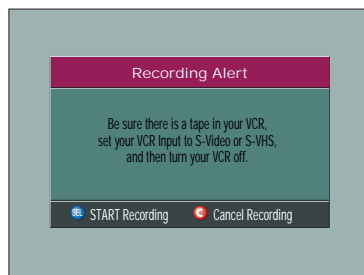 Recording Alert
Be sure there is a tape in your VCR,
set your VCR Input to S-Video or S-VHS,
and then turn your VCR off.
SEL START Recording C Cancel Recording